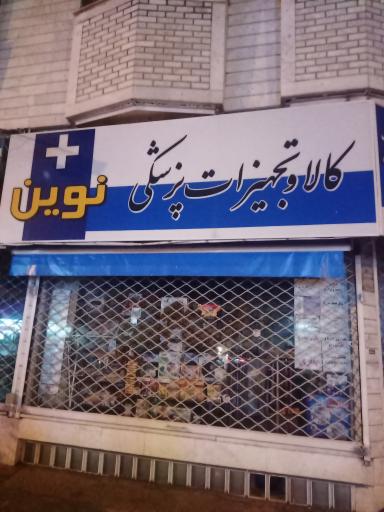 کالا و تجهیزات پزشکی نوین